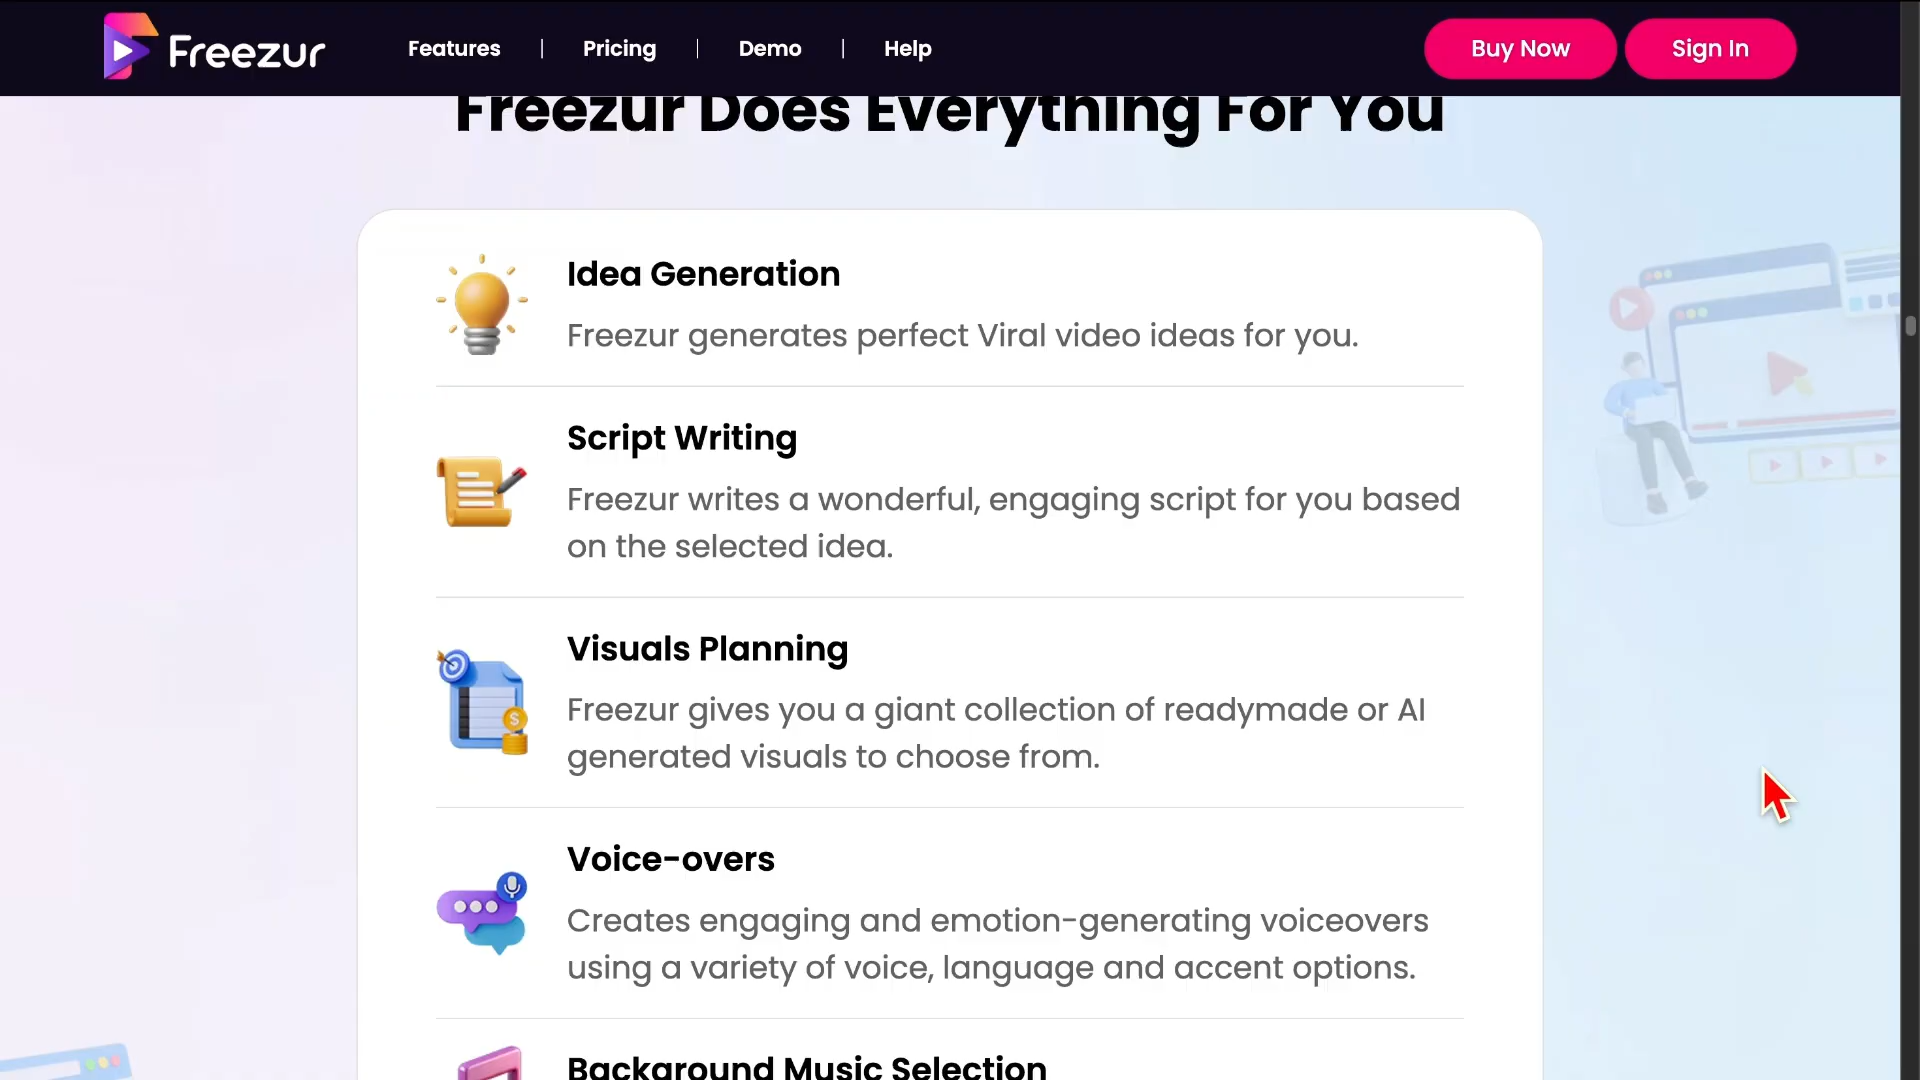 Freezur
Features | Pricing | Demo | Help
Buy Now
Sign In
Freezur Does Everything For You
Idea Generation
Freezur generates perfect Viral video ideas for you.
Script Writing
Freezur writes a wonderful, engaging script for you based
on the selected idea.
Visuals Planning
Freezur gives you a giant collection of readymade or AI
generated visuals to choose from.
Voice-overs
Creates engaging and emotion-generating voiceovers
using a variety of voice, language and accent options.
Background Music Selection